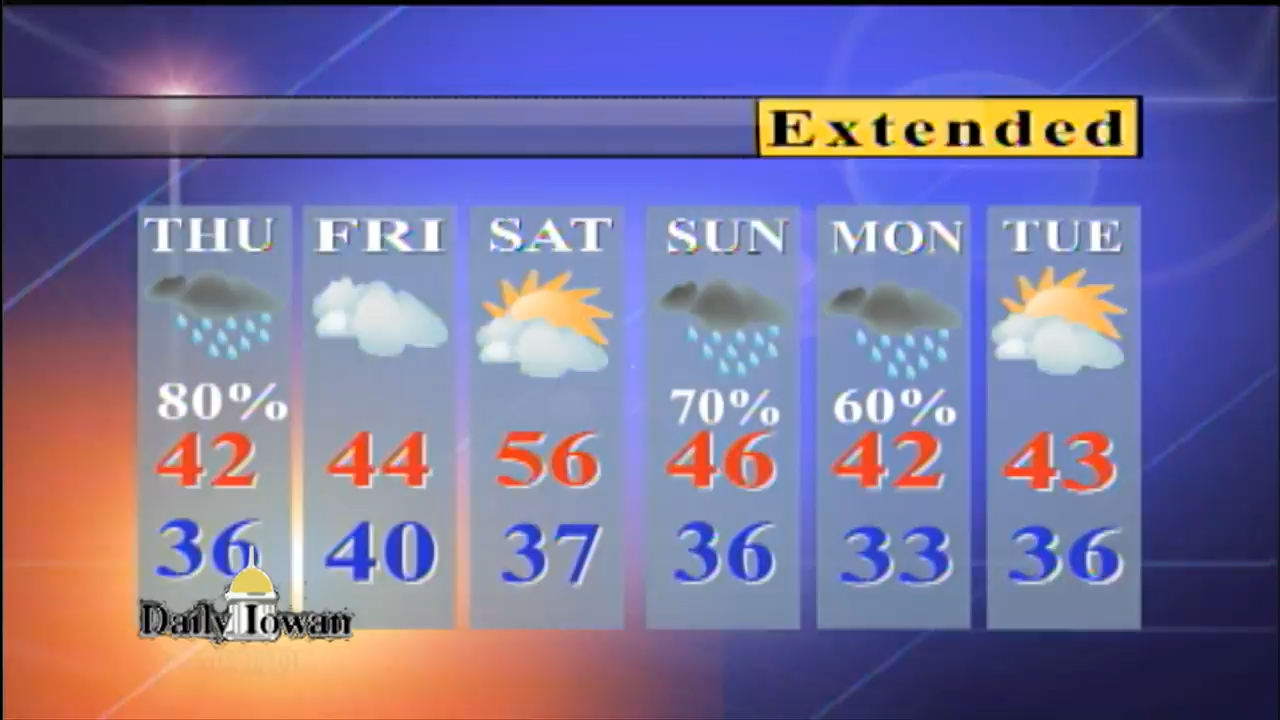 Extended
THU FRI SAT SUN MON TUE
80% 70% 60%
42 44 56 46 42 43
36 40 37 36 33 36
Daily Iowan